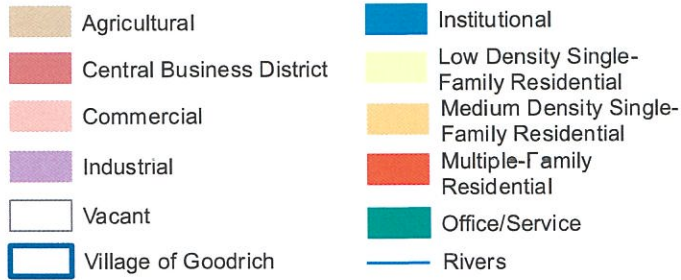 Agricultural
Central Business District
Commercial
Industrial
Vacant
Village of Goodrich
Institutional
Low Density Single-
Family Residential
Medium Density Single-
Family Residential
Multiple-Family
Residential
Office/Service
Rivers